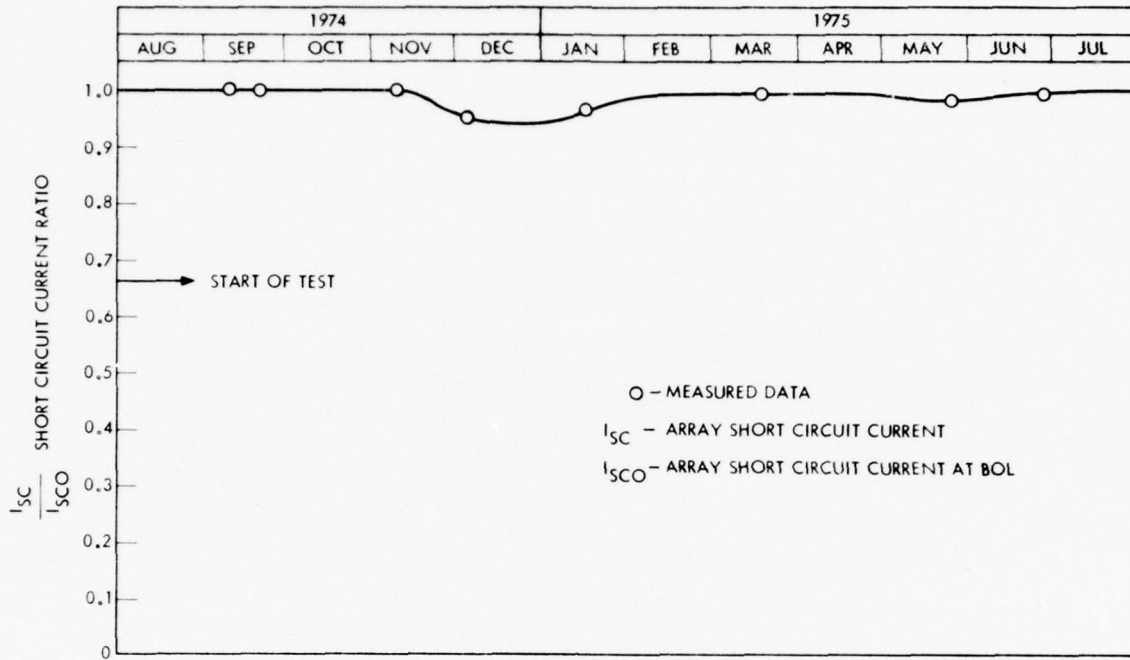 1974 1975
AUG SEP OCT NOV DEC JAN FEB MAR APR MAY JUN JUL
1.0
0.9
0.8
0.7
0.6
0.5
0.4
0.3
0.2
0.1
0
I_SC / I_SCO SHORT CIRCUIT CURRENT RATIO
START OF TEST
O – MEASURED DATA
I_SC – ARRAY SHORT CIRCUIT CURRENT
I_SCO – ARRAY SHORT CIRCUIT CURRENT AT BOL